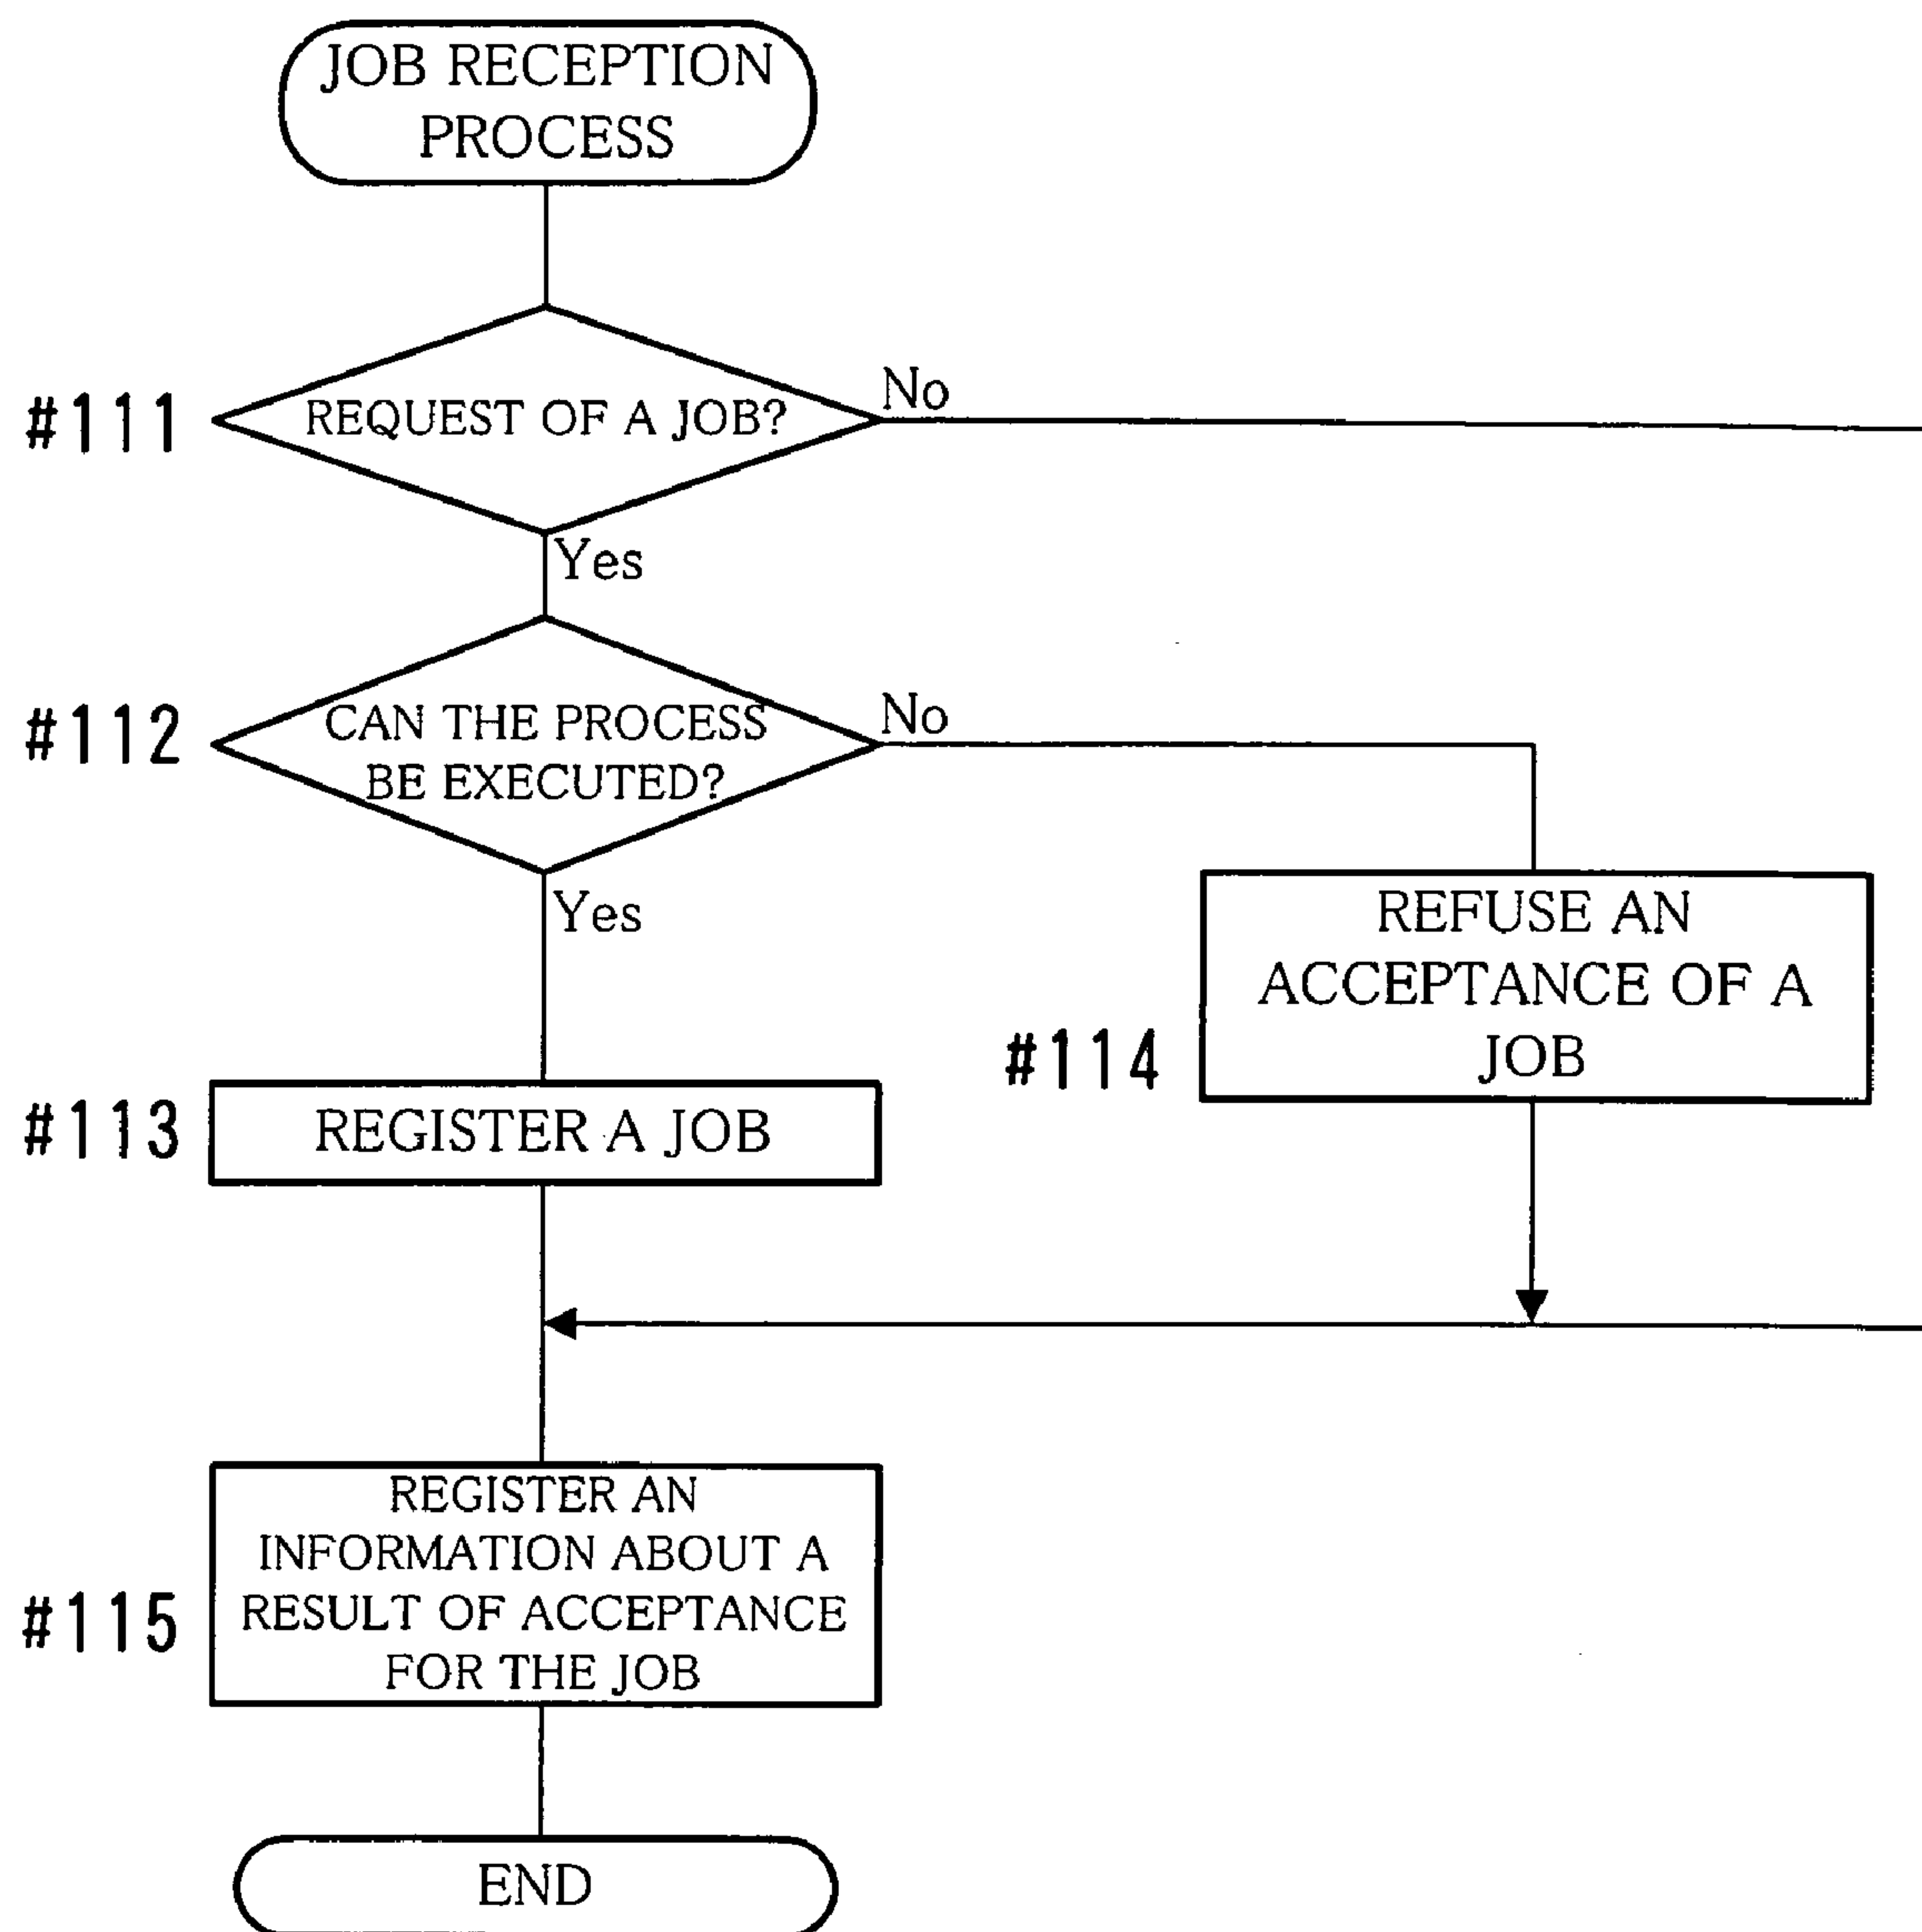 JOB RECEPTION
PROCESS
#111
REQUEST OF A JOB?
No
Yes
#112
CAN THE PROCESS
BE EXECUTED?
No
Yes
REFUSE AN
ACCEPTANCE OF A
JOB
#114
#113
REGISTER A JOB
REGISTER AN
INFORMATION ABOUT A
RESULT OF ACCEPTANCE
FOR THE JOB
#115
END